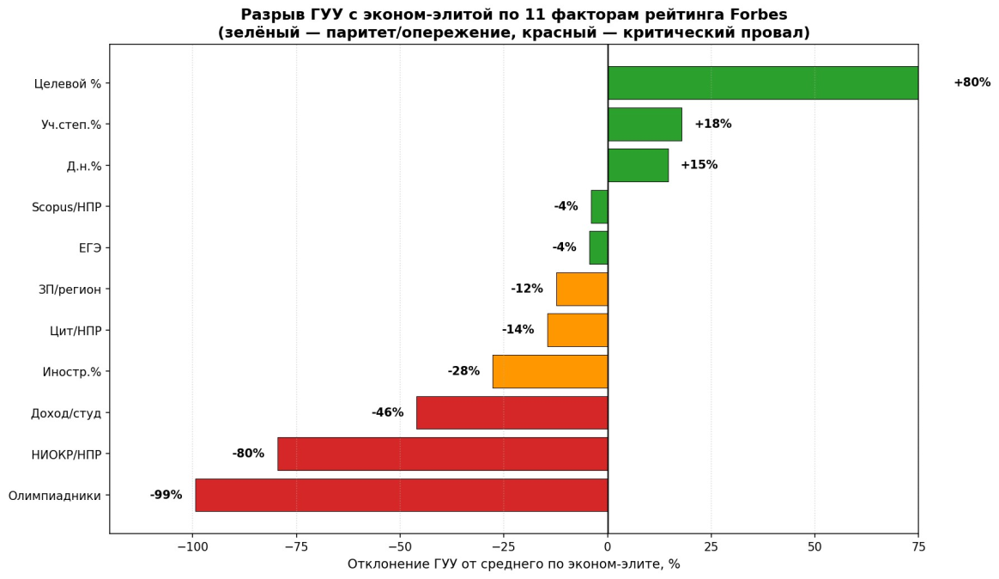 Разрыв ГУУ с эконом-элитой по 11 факторам рейтинга Forbes
(зелёный — паритет/опережение, красный — критический провал)
Целевой % +80%
Уч.степ.% +18%
Д.н.% +15%
Scopus/НПР -4%
ЕГЭ -4%
ЗП/регион -12%
Цит/НПР -14%
Иностр.% -28%
Доход/студ -46%
НИОКР/НПР -80%
Олимпиадники -99%
−100 −75 −50 −25 0 25 50 75
Отклонение ГУУ от среднего по эконом-элите, %